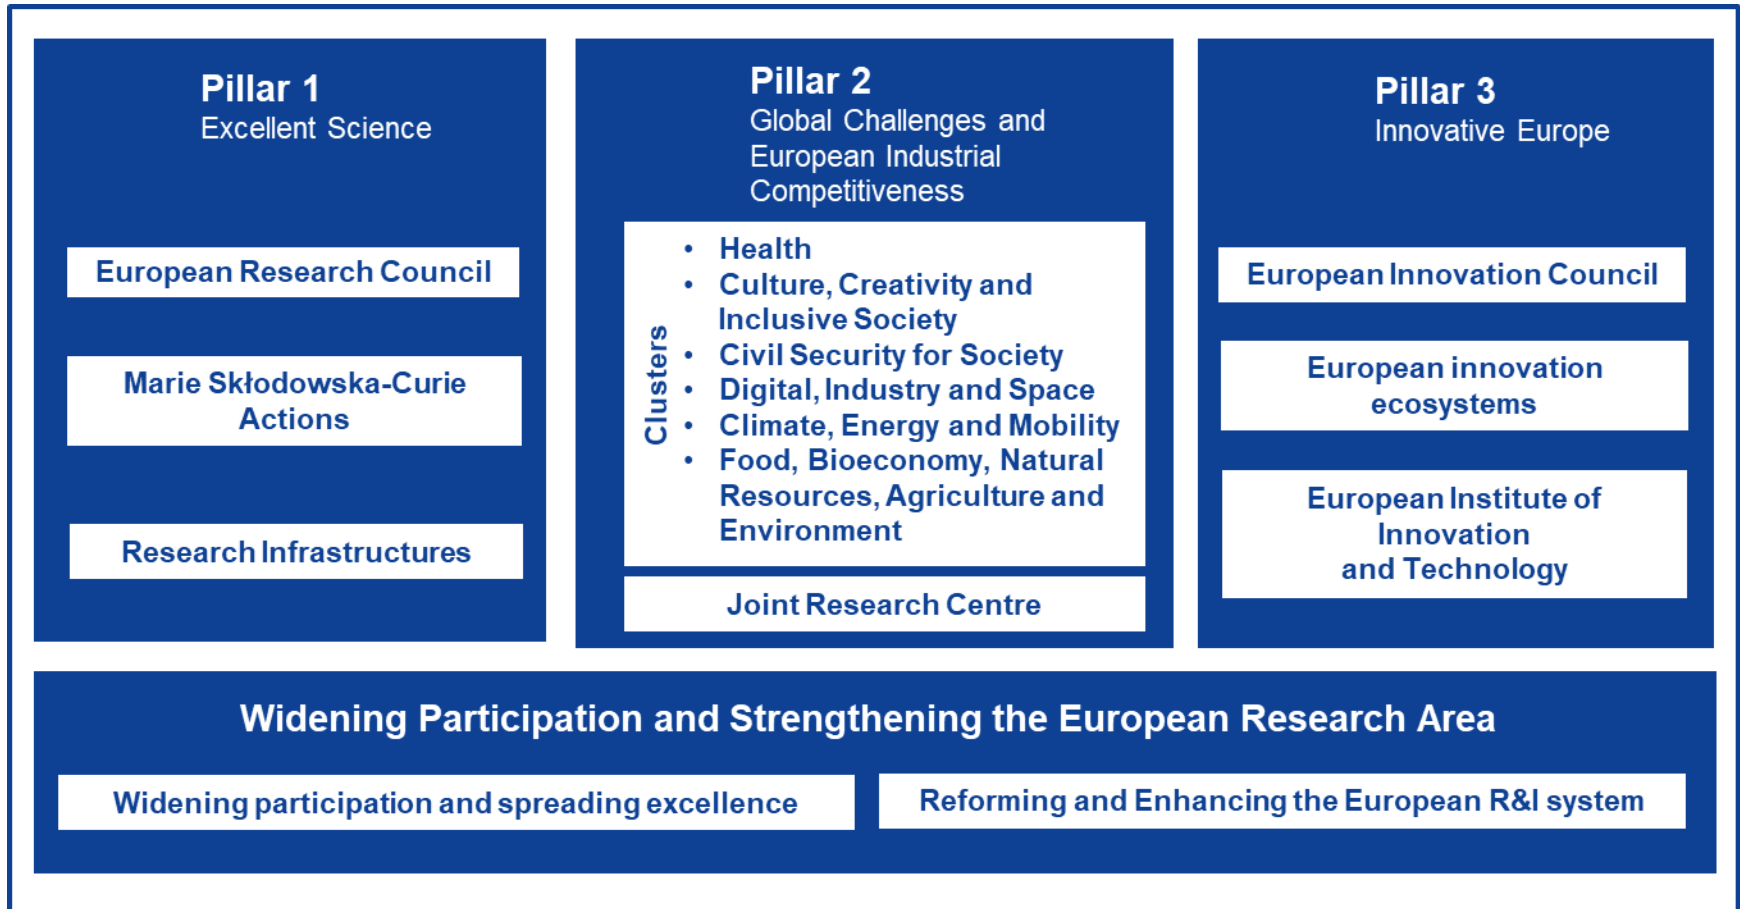 Pillar 1
Excellent Science
European Research Council
Marie Skłodowska-Curie
Actions
Research Infrastructures
Pillar 2
Global Challenges and
European Industrial
Competitiveness
Clusters
• Health
• Culture, Creativity and
Inclusive Society
• Civil Security for Society
• Digital, Industry and Space
• Climate, Energy and Mobility
• Food, Bioeconomy, Natural
Resources, Agriculture and
Environment
Joint Research Centre
Pillar 3
Innovative Europe
European Innovation Council
European innovation
ecosystems
European Institute of
Innovation
and Technology
Widening Participation and Strengthening the European Research Area
Widening participation and spreading excellence
Reforming and Enhancing the European R&I system